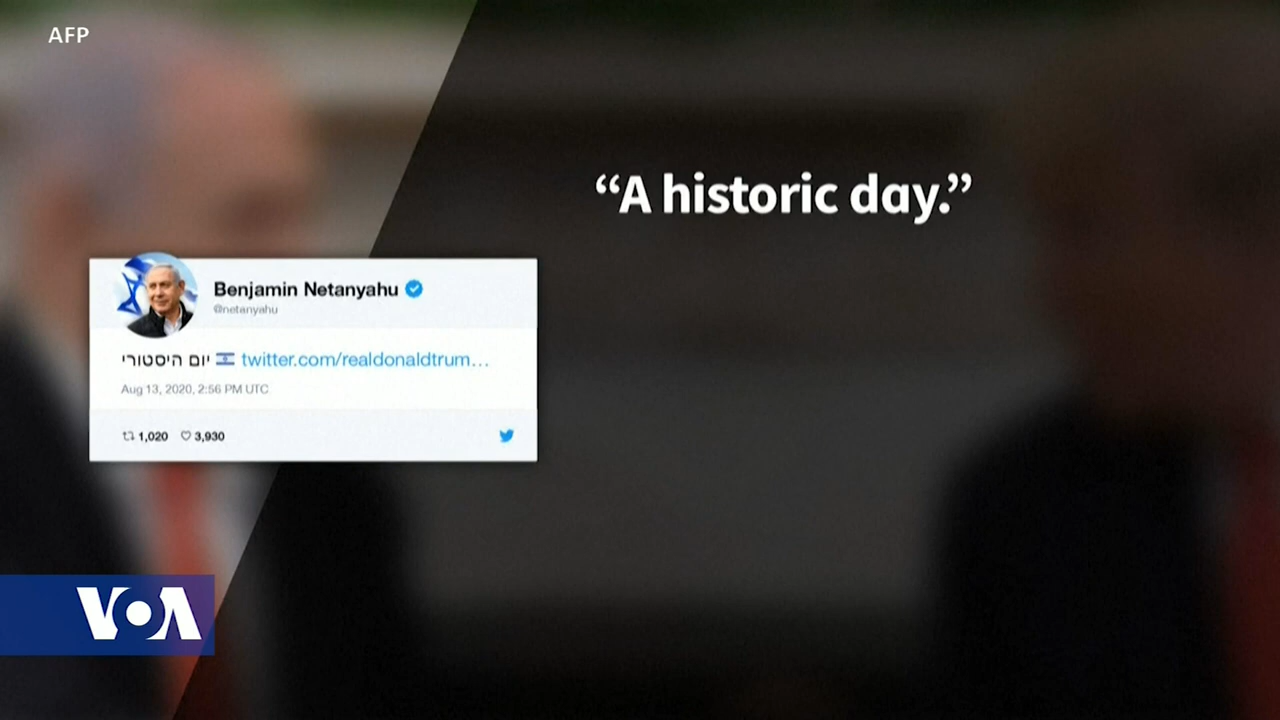 AFP
“A historic day.”
Benjamin Netanyahu
@netanyahu
יום היסטורי 🇮🇱 twitter.com/realdonaldtrum…
Aug 13, 2020, 2:56 PM UTC
1,020 3,930
VOA